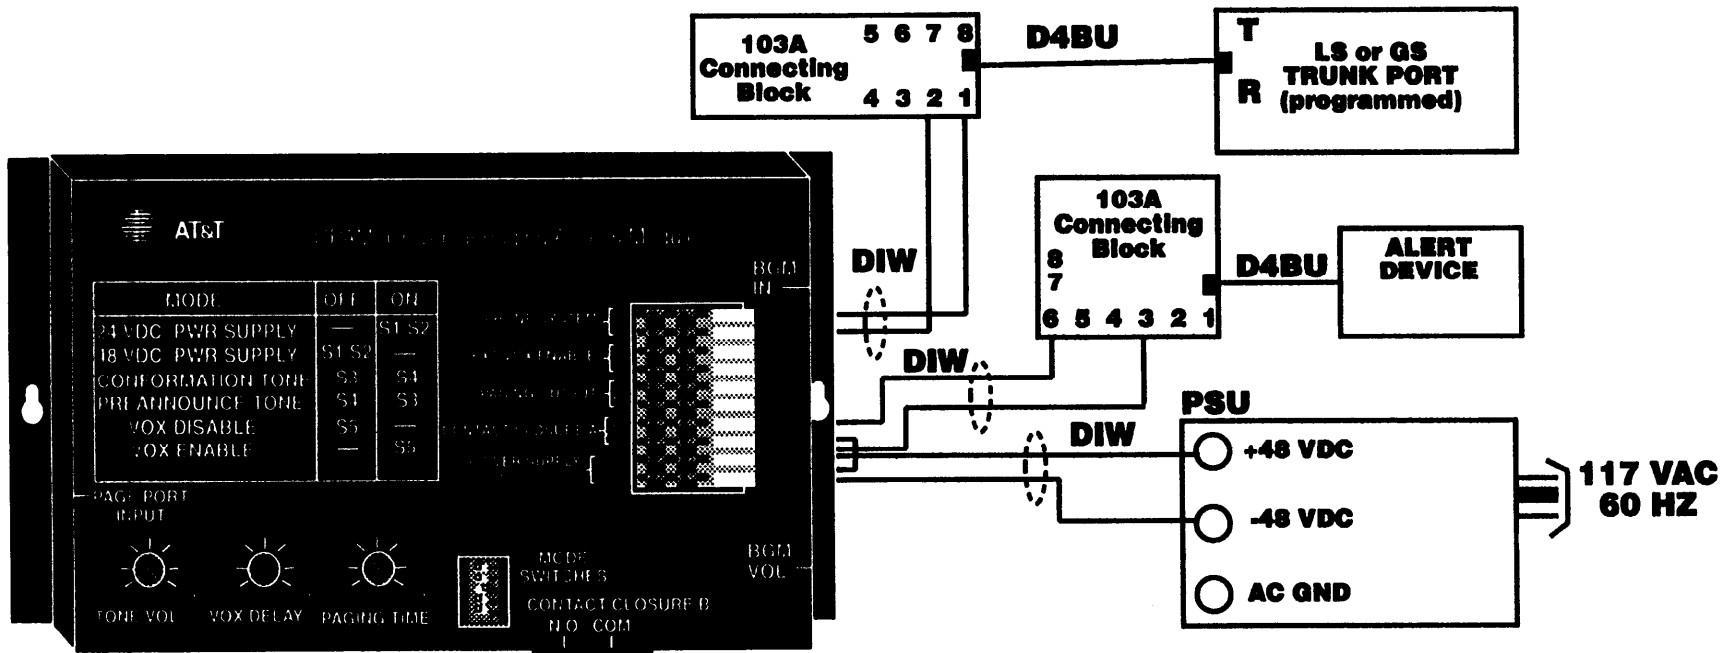 103A
Connecting
Block
5 6 7 8
4 3 2 1
D4BU
T
R
LS or GS
TRUNK PORT
(programmed)
103A
Connecting
Block
8
7
6 5 4 3 2 1
D4BU
ALERT
DEVICE
AT&T
BGM
IN
DIW
MODE OFF ON
24 VDC PWR SUPPLY — S1 S2
48 VDC PWR SUPPLY S1 S2 —
CONFORMATION TONE S3 S4
PRE ANNOUNCE TONE S4 S3
VOX DISABLE S5 —
VOX ENABLE — S5
DIW
DIW
PSU
+48 VDC
-48 VDC
AC GND
117 VAC
60 HZ
PAGE PORT
INPUT
TONE VOL
VOX DELAY
PAGING TIME
MODE
SWITCHES
CONTACT CLOSURE B
N.O. COM
BGM
VOL